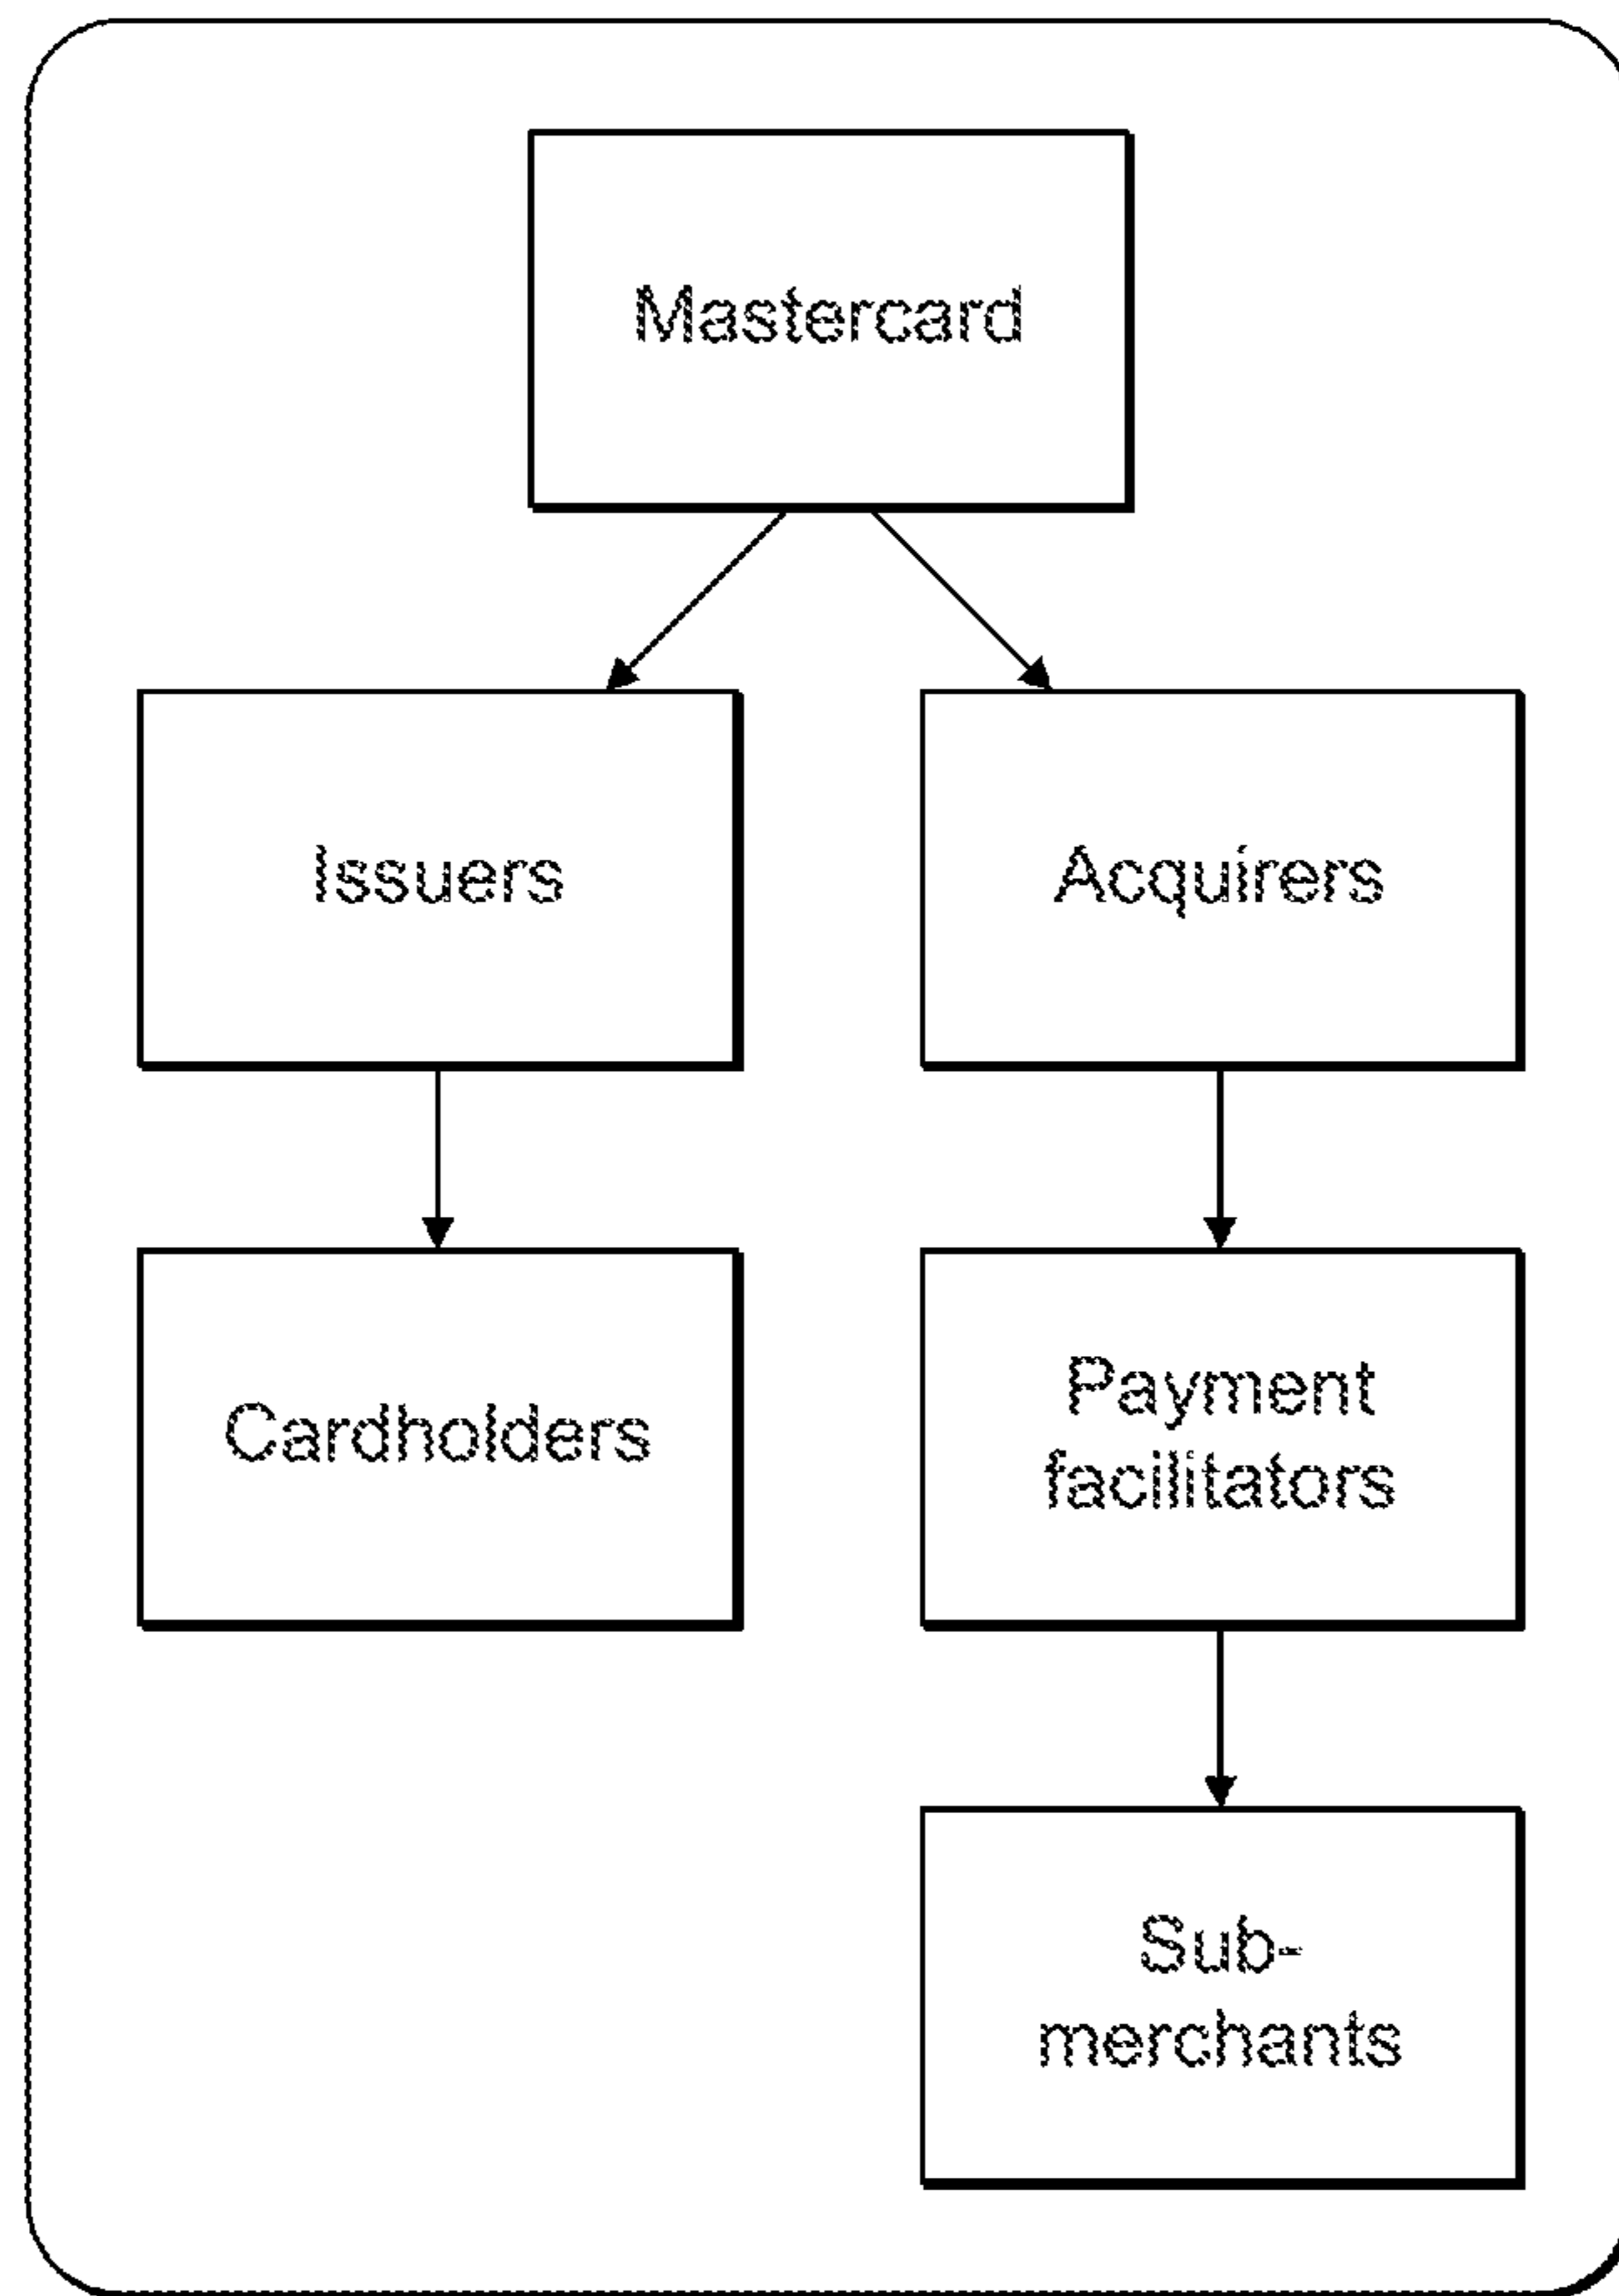 Mastercard
Issuers
Acquirers
Cardholders
Payment
facilitators
Sub-
merchants